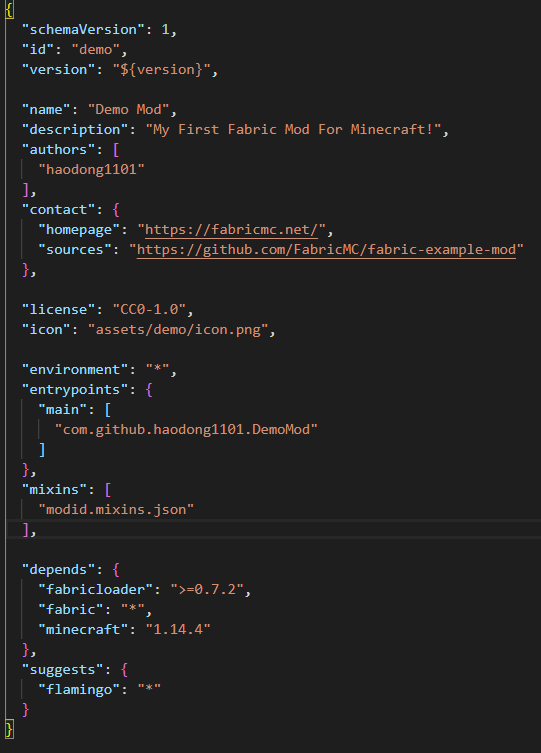 {
"schemaVersion": 1,
"id": "demo",
"version": "${version}",
"name": "Demo Mod",
"description": "My First Fabric Mod For Minecraft!",
"authors": [
"haodong1101"
],
"contact": {
"homepage": "https://fabricmc.net/",
"sources": "https://github.com/FabricMC/fabric-example-mod"
},
"license": "CC0-1.0",
"icon": "assets/demo/icon.png",
"environment": "*",
"entrypoints": {
"main": [
"com.github.haodong1101.DemoMod"
]
},
"mixins": [
"modid.mixins.json"
],
"depends": {
"fabricloader": ">=0.7.2",
"fabric": "*",
"minecraft": "1.14.4"
},
"suggests": {
"flamingo": "*"
}
}